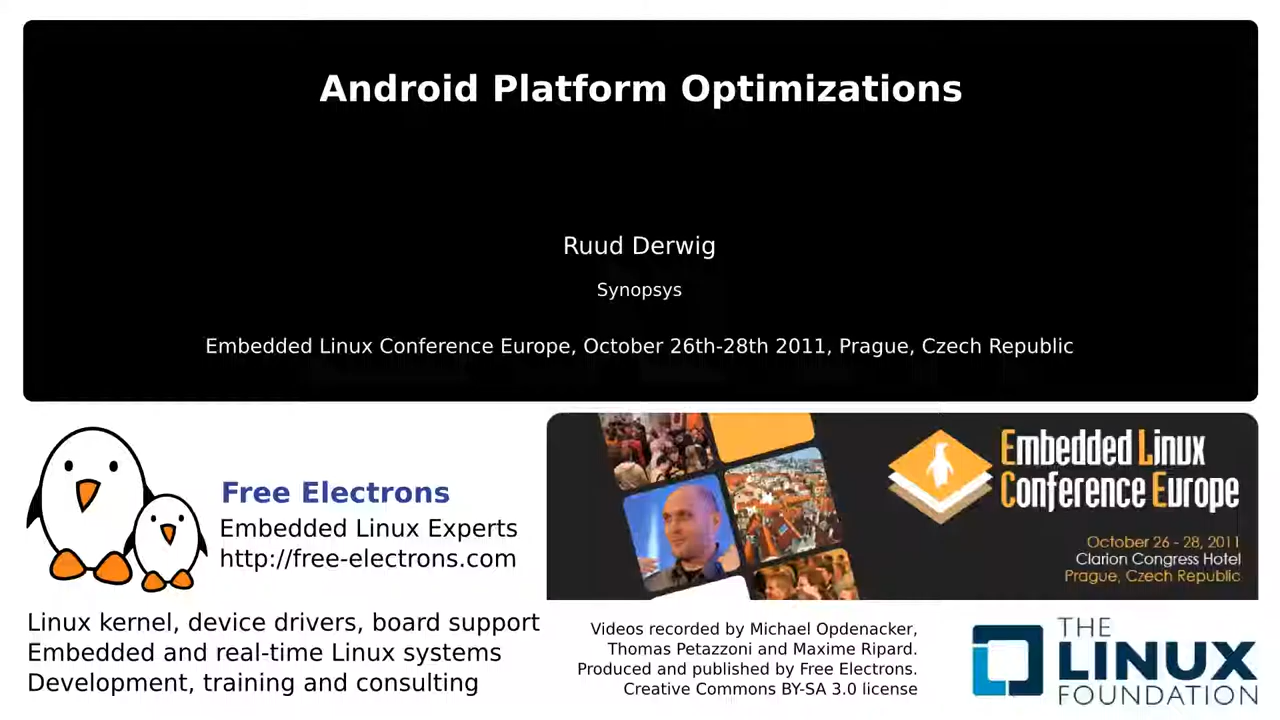 Android Platform Optimizations
Ruud Derwig
Synopsys
Embedded Linux Conference Europe, October 26th-28th 2011, Prague, Czech Republic
Free Electrons
Embedded Linux Experts
http://free-electrons.com
Linux kernel, device drivers, board support
Embedded and real-time Linux systems
Development, training and consulting
Embedded Linux
Conference Europe
October 26 - 28, 2011
Clarion Congress Hotel
Prague, Czech Republic
Videos recorded by Michael Opdenacker,
Thomas Petazzoni and Maxime Ripard.
Produced and published by Free Electrons.
Creative Commons BY-SA 3.0 license
THE
LINUX
FOUNDATION